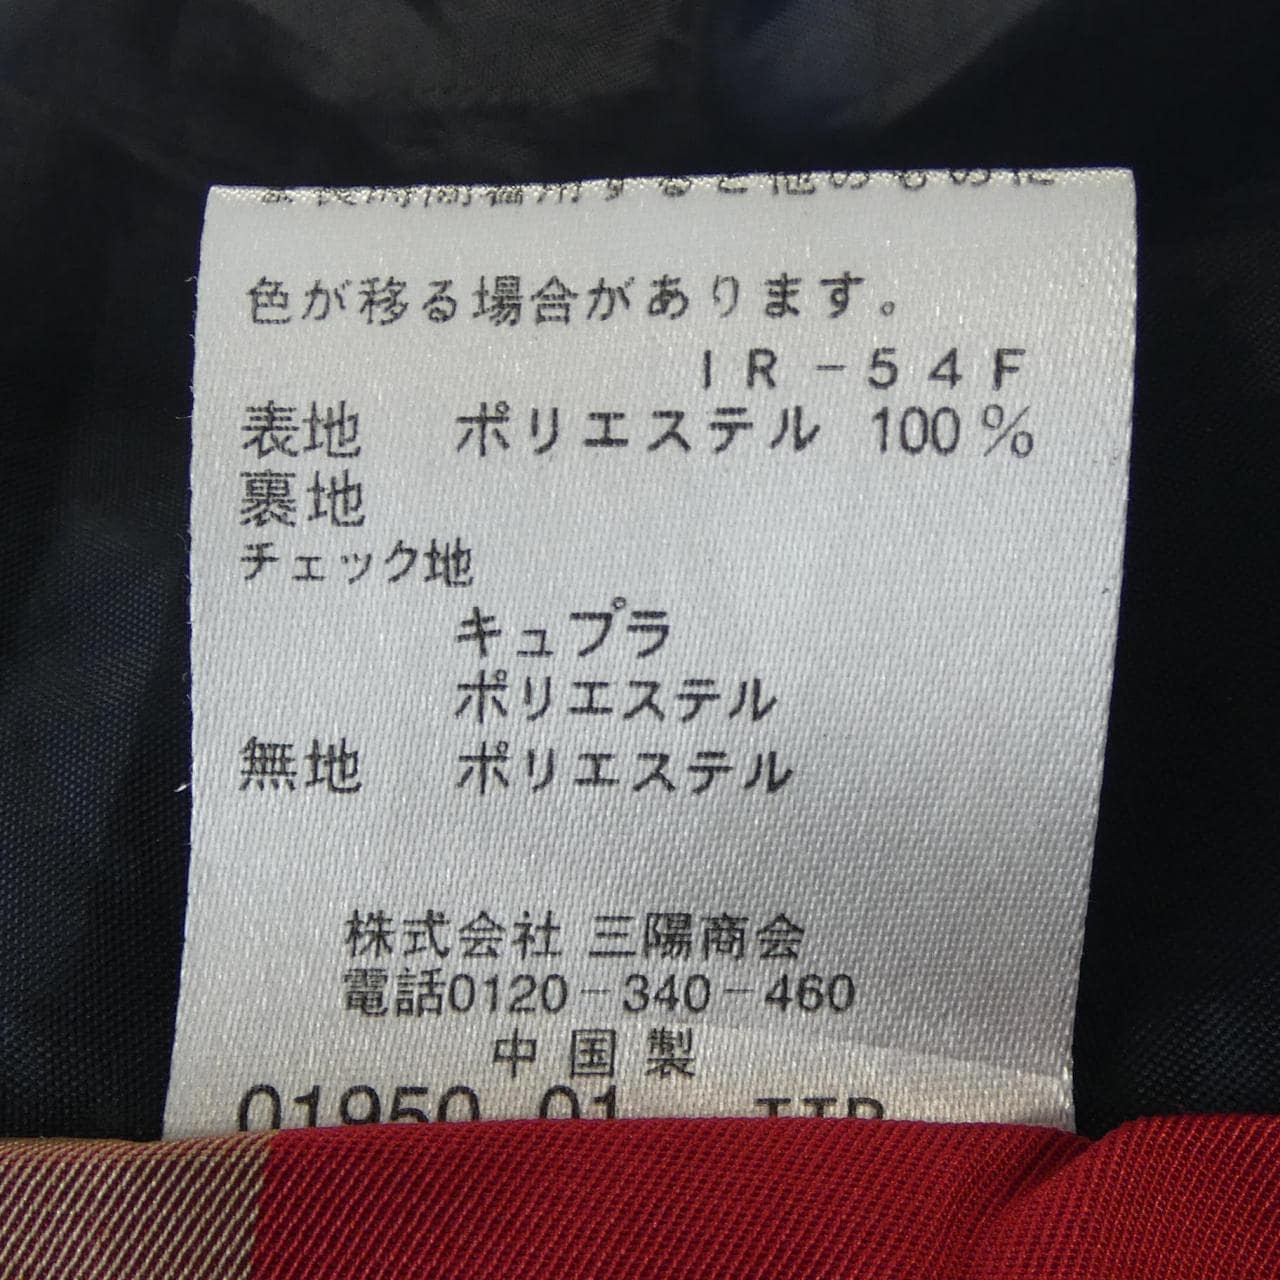 色が移る場合があります。
IR-54F
表地 ポリエステル 100%
裏地
チェック地
キュプラ
ポリエステル
無地 ポリエステル
株式会社 三陽商会
電話0120-340-460
中国製
01950 01